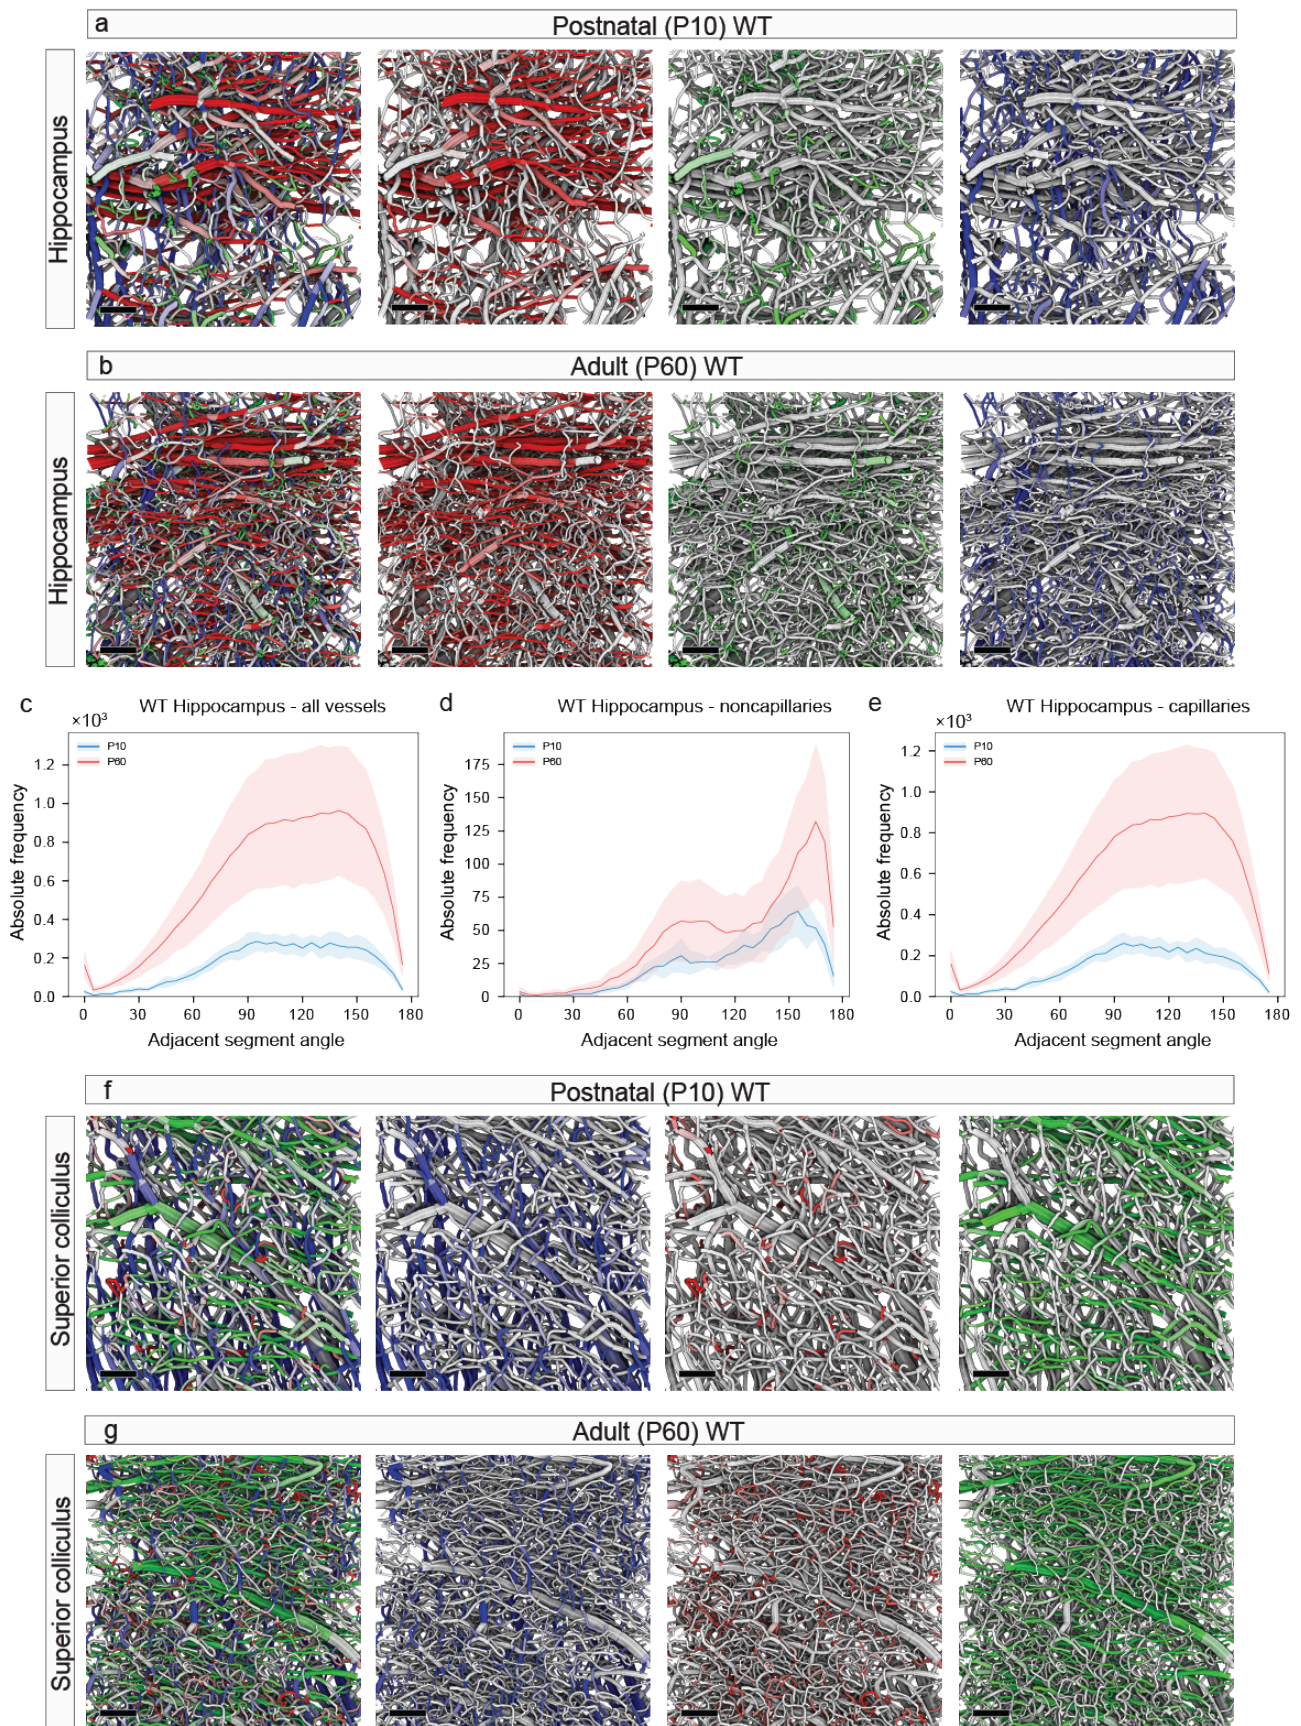 a
Postnatal (P10) WT
Hippocampus
b
Adult (P60) WT
Hippocampus
c
WT Hippocampus - all vessels
×10³
P10
P60
1.2
1.0
0.8
0.6
0.4
0.2
0.0
0 30 60 90 120 150 180
Absolute frequency
Adjacent segment angle
d
WT Hippocampus - noncapillaries
P10
P60
175
150
125
100
75
50
25
0
0 30 60 90 120 150 180
Absolute frequency
Adjacent segment angle
e
WT Hippocampus - capillaries
×10³
P10
P60
1.2
1.0
0.8
0.6
0.4
0.2
0.0
0 30 60 90 120 150 180
Absolute frequency
Adjacent segment angle
f
Postnatal (P10) WT
Superior colliculus
g
Adult (P60) WT
Superior colliculus